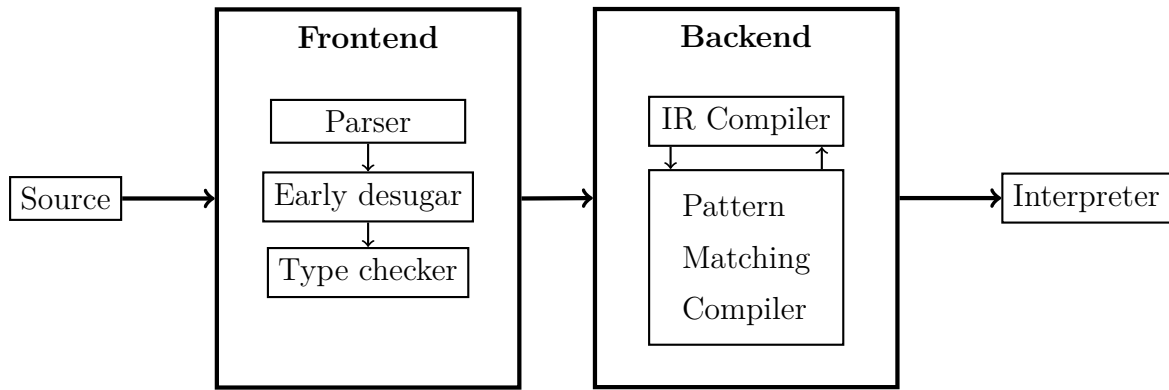 Source
Frontend
Parser
Early desugar
Type checker
Backend
IR Compiler
Pattern
Matching
Compiler
Interpreter